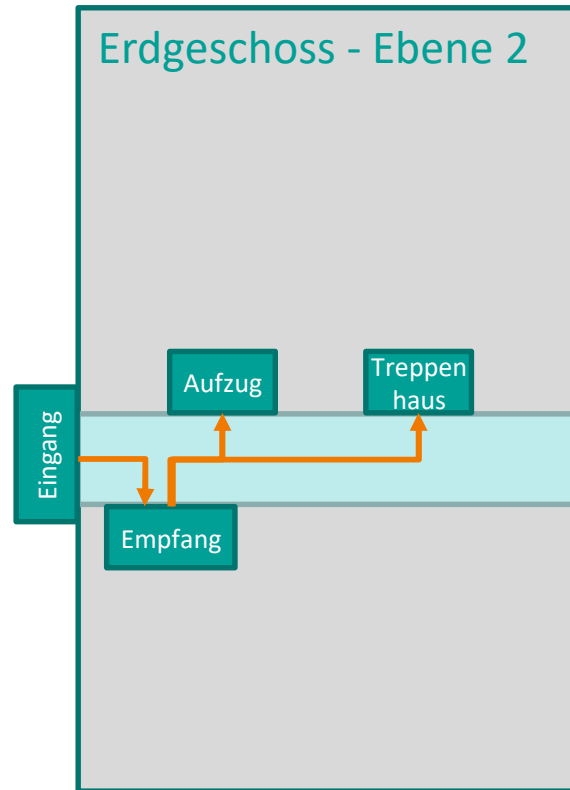 Erdgeschoss - Ebene 2
Aufzug
Treppen
haus
Eingang
Empfang